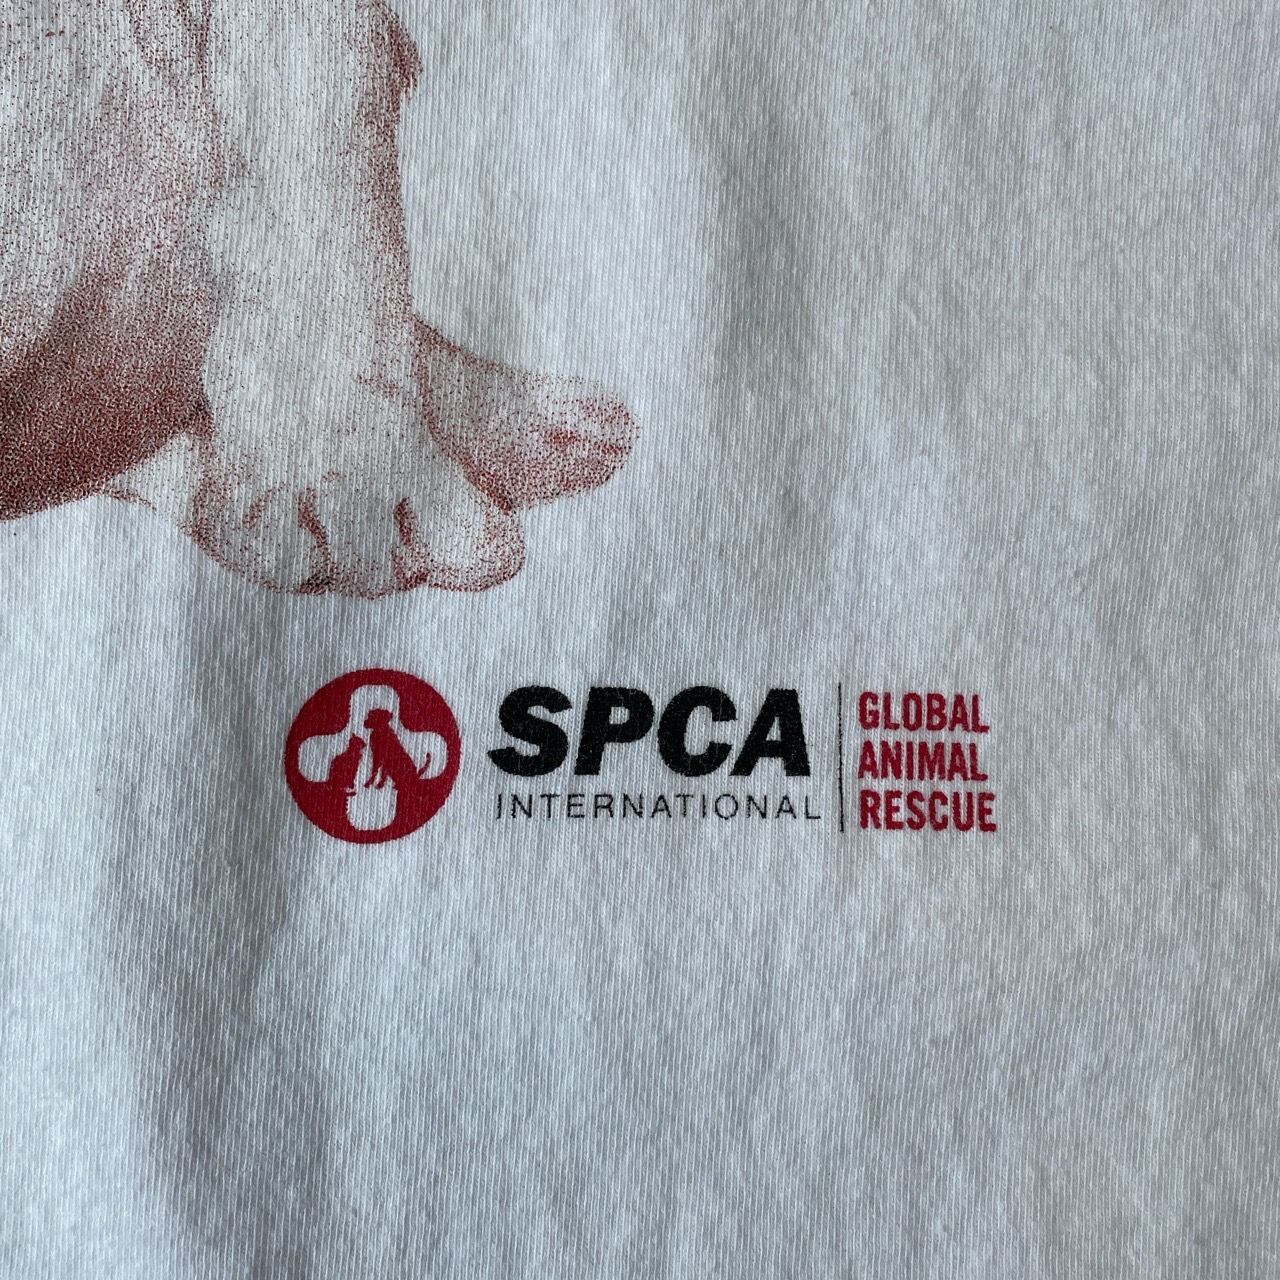 SPCA
INTERNATIONAL
GLOBAL
ANIMAL
RESCUE